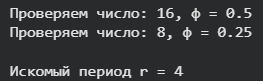 Проверяем число: 16, ф = 0.5
Проверяем число: 8, ф = 0.25
Искомый период r = 4